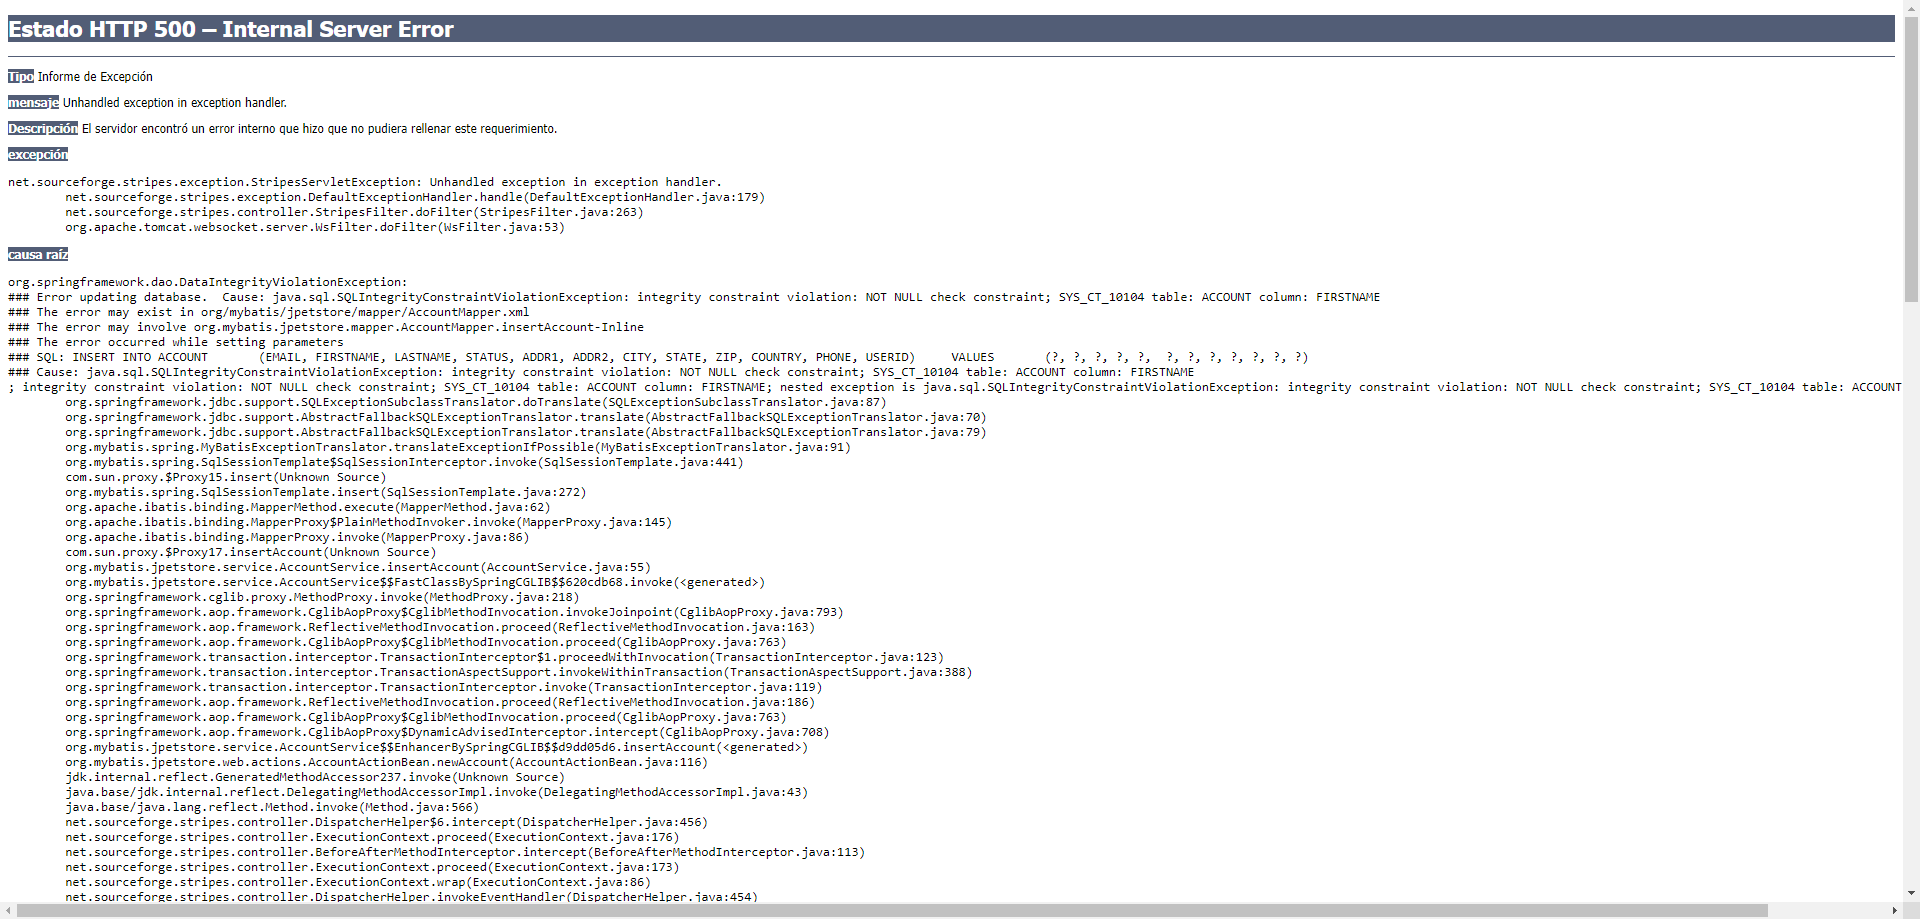 Estado HTTP 500 – Internal Server Error
Tipo Informe de Excepción
mensaje Unhandled exception in exception handler.
Descripción El servidor encontró un error interno que hizo que no pudiera rellenar este requerimiento.
excepción
net.sourceforge.stripes.exception.StripesServletException: Unhandled exception in exception handler.
net.sourceforge.stripes.exception.DefaultExceptionHandler.handle(DefaultExceptionHandler.java:179)
net.sourceforge.stripes.controller.StripesFilter.doFilter(StripesFilter.java:263)
org.apache.tomcat.websocket.server.WsFilter.doFilter(WsFilter.java:53)
causa raíz
org.springframework.dao.DataIntegrityViolationException:
### Error updating database.  Cause: java.sql.SQLIntegrityConstraintViolationException: integrity constraint violation: NOT NULL check constraint; SYS_CT_10104 table: ACCOUNT column: FIRSTNAME
### The error may exist in org/mybatis/jpetstore/mapper/AccountMapper.xml
### The error may involve org.mybatis.jpetstore.mapper.AccountMapper.insertAccount-Inline
### The error occurred while setting parameters
### SQL: INSERT INTO ACCOUNT       (EMAIL, FIRSTNAME, LASTNAME, STATUS, ADDR1, ADDR2, CITY, STATE, ZIP, COUNTRY, PHONE, USERID)     VALUES       (?, ?, ?, ?, ?,  ?, ?, ?, ?, ?, ?, ?)
### Cause: java.sql.SQLIntegrityConstraintViolationException: integrity constraint violation: NOT NULL check constraint; SYS_CT_10104 table: ACCOUNT column: FIRSTNAME
; integrity constraint violation: NOT NULL check constraint; SYS_CT_10104 table: ACCOUNT column: FIRSTNAME; nested exception is java.sql.SQLIntegrityConstraintViolationException: integrity constraint violation: NOT NULL check constraint; SYS_CT_10104 table: ACCOUNT
org.springframework.jdbc.support.SQLExceptionSubclassTranslator.doTranslate(SQLExceptionSubclassTranslator.java:87)
org.springframework.jdbc.support.AbstractFallbackSQLExceptionTranslator.translate(AbstractFallbackSQLExceptionTranslator.java:70)
org.springframework.jdbc.support.AbstractFallbackSQLExceptionTranslator.translate(AbstractFallbackSQLExceptionTranslator.java:79)
org.mybatis.spring.MyBatisExceptionTranslator.translateExceptionIfPossible(MyBatisExceptionTranslator.java:91)
org.mybatis.spring.SqlSessionTemplate$SqlSessionInterceptor.invoke(SqlSessionTemplate.java:441)
com.sun.proxy.$Proxy15.insert(Unknown Source)
org.mybatis.spring.SqlSessionTemplate.insert(SqlSessionTemplate.java:272)
org.apache.ibatis.binding.MapperMethod.execute(MapperMethod.java:62)
org.apache.ibatis.binding.MapperProxy$PlainMethodInvoker.invoke(MapperProxy.java:145)
org.apache.ibatis.binding.MapperProxy.invoke(MapperProxy.java:86)
com.sun.proxy.$Proxy17.insertAccount(Unknown Source)
org.mybatis.jpetstore.service.AccountService.insertAccount(AccountService.java:55)
org.mybatis.jpetstore.service.AccountService$$FastClassBySpringCGLIB$$620cdb68.invoke(<generated>)
org.springframework.cglib.proxy.MethodProxy.invoke(MethodProxy.java:218)
org.springframework.aop.framework.CglibAopProxy$CglibMethodInvocation.invokeJoinpoint(CglibAopProxy.java:793)
org.springframework.aop.framework.ReflectiveMethodInvocation.proceed(ReflectiveMethodInvocation.java:163)
org.springframework.aop.framework.CglibAopProxy$CglibMethodInvocation.proceed(CglibAopProxy.java:763)
org.springframework.transaction.interceptor.TransactionInterceptor$1.proceedWithInvocation(TransactionInterceptor.java:123)
org.springframework.transaction.interceptor.TransactionAspectSupport.invokeWithinTransaction(TransactionAspectSupport.java:388)
org.springframework.transaction.interceptor.TransactionInterceptor.invoke(TransactionInterceptor.java:119)
org.springframework.aop.framework.ReflectiveMethodInvocation.proceed(ReflectiveMethodInvocation.java:186)
org.springframework.aop.framework.CglibAopProxy$CglibMethodInvocation.proceed(CglibAopProxy.java:763)
org.springframework.aop.framework.CglibAopProxy$DynamicAdvisedInterceptor.intercept(CglibAopProxy.java:708)
org.mybatis.jpetstore.service.AccountService$$EnhancerBySpringCGLIB$$d9dd05d6.insertAccount(<generated>)
org.mybatis.jpetstore.web.actions.AccountActionBean.newAccount(AccountActionBean.java:116)
jdk.internal.reflect.GeneratedMethodAccessor237.invoke(Unknown Source)
java.base/jdk.internal.reflect.DelegatingMethodAccessorImpl.invoke(DelegatingMethodAccessorImpl.java:43)
java.base/java.lang.reflect.Method.invoke(Method.java:566)
net.sourceforge.stripes.controller.DispatcherHelper$6.intercept(DispatcherHelper.java:456)
net.sourceforge.stripes.controller.ExecutionContext.proceed(ExecutionContext.java:176)
net.sourceforge.stripes.controller.BeforeAfterMethodInterceptor.intercept(BeforeAfterMethodInterceptor.java:113)
net.sourceforge.stripes.controller.ExecutionContext.proceed(ExecutionContext.java:173)
net.sourceforge.stripes.controller.ExecutionContext.wrap(ExecutionContext.java:86)
net.sourceforge.stripes.controller.DispatcherHelper.invokeEventHandler(DispatcherHelper.java:454)